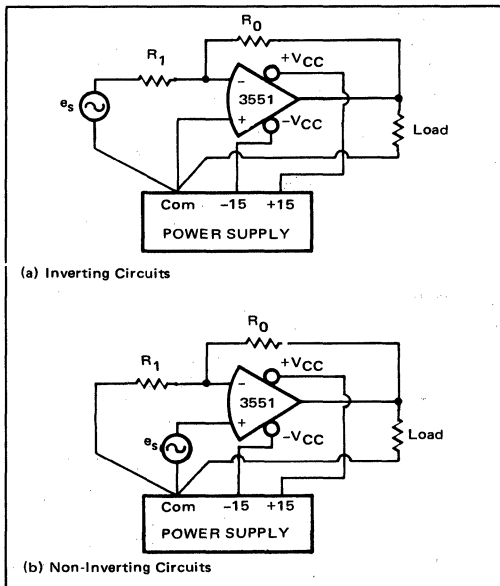 R0
R1
+VCC
es
−
3551
+
−VCC
Load
Com −15 +15
POWER SUPPLY
(a) Inverting Circuits
R0
R1
+VCC
−
3551
es
+
−VCC
Load
Com −15 +15
POWER SUPPLY
(b) Non-Inverting Circuits